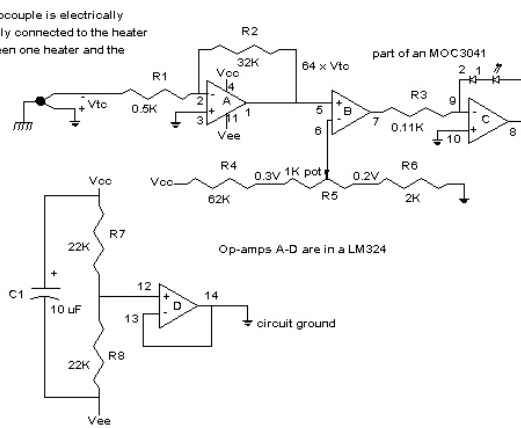 ocouple is electrically
ly connected to the heater
een one heater and the
R2
32K
64 x Vtc
part of an MOC3041
R1
0.5K
Vtc
+
-
Vcc
4
2
-
A
+
3
11
1
Vee
5
+
B
-
6
7
R3
0.11K
2
1
9
-
C
+
10
8
R4
Vcc
62K
0.3V
1K pot
R5
0.2V
R6
2K
Vcc
R7
22K
Op-amps A-D are in a LM324
+
C1
10 uF
12
+
D
-
13
14
circuit ground
R8
22K
Vee